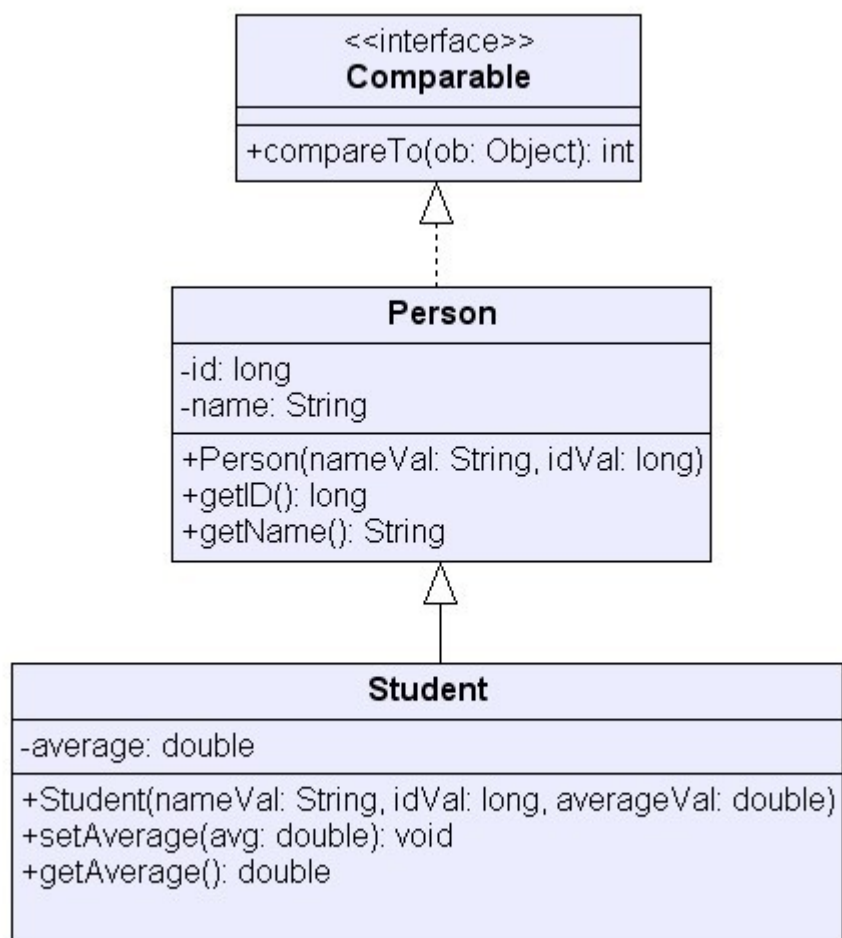 <<interface>>
Comparable
+compareTo(ob: Object): int
Person
-id: long
-name: String
+Person(nameVal: String, idVal: long)
+getID(): long
+getName(): String
Student
-average: double
+Student(nameVal: String, idVal: long, averageVal: double)
+setAverage(avg: double): void
+getAverage(): double